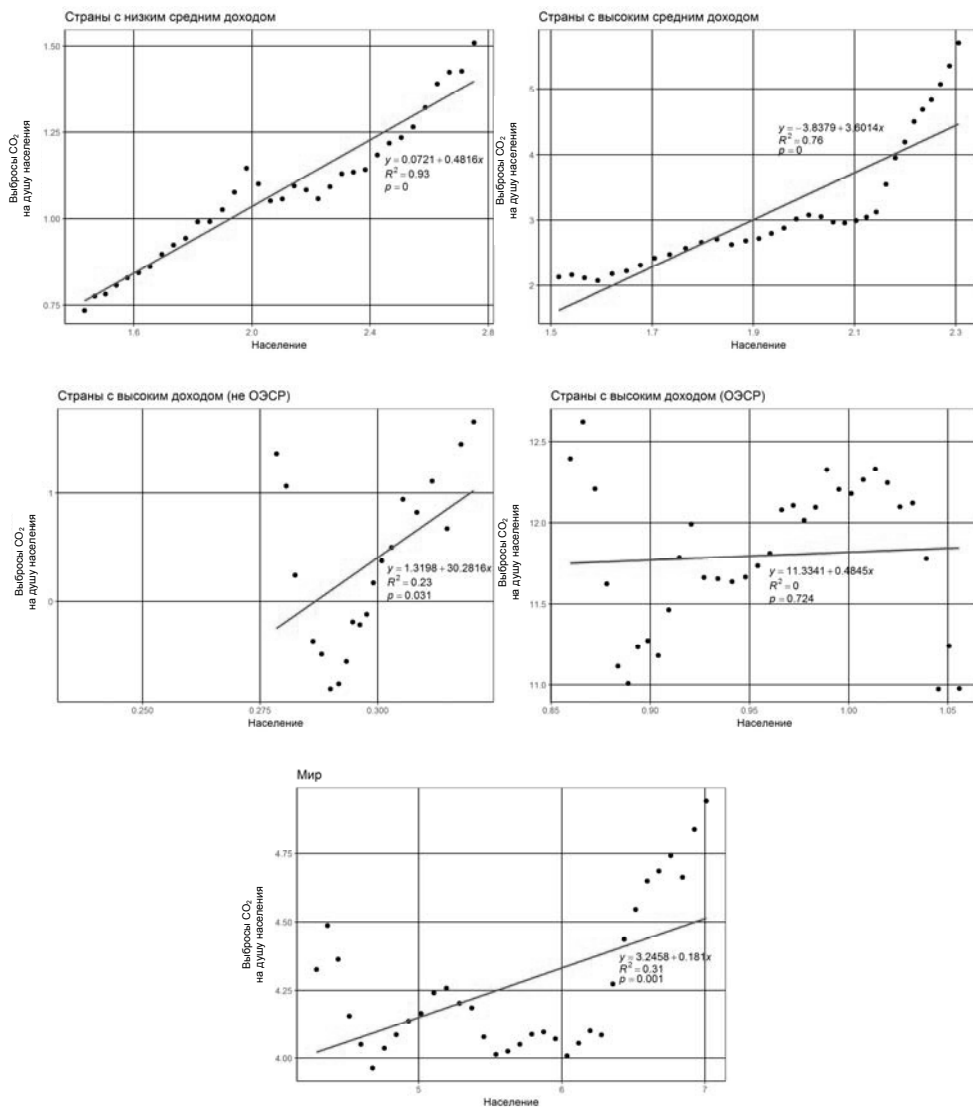 Страны с низким средним доходом
Выбросы CO₂
на душу населения
1.50
1.25
1.00
0.75
y = 0.0721 + 0.4816x
R² = 0.93
p = 0
1.6
2.0
2.4
2.8
Население
Страны с высоким средним доходом
Выбросы CO₂
на душу населения
5
4
3
2
y = −3.8379 + 3.6014x
R² = 0.76
p = 0
1.5
1.7
1.9
2.1
2.3
Население
Страны с высоким доходом (не ОЭСР)
Выбросы CO₂
на душу населения
1
0
y = 1.3198 + 30.2816x
R² = 0.23
p = 0.031
0.250
0.275
0.300
Население
Страны с высоким доходом (ОЭСР)
Выбросы CO₂
на душу населения
12.5
12.0
11.5
11.0
y = 11.3341 + 0.4845x
R² = 0
p = 0.724
0.85
0.90
0.95
1.00
1.05
Население
Мир
Выбросы CO₂
на душу населения
4.75
4.50
4.25
4.00
y = 3.2458 + 0.181x
R² = 0.31
p = 0.001
5
6
7
Население